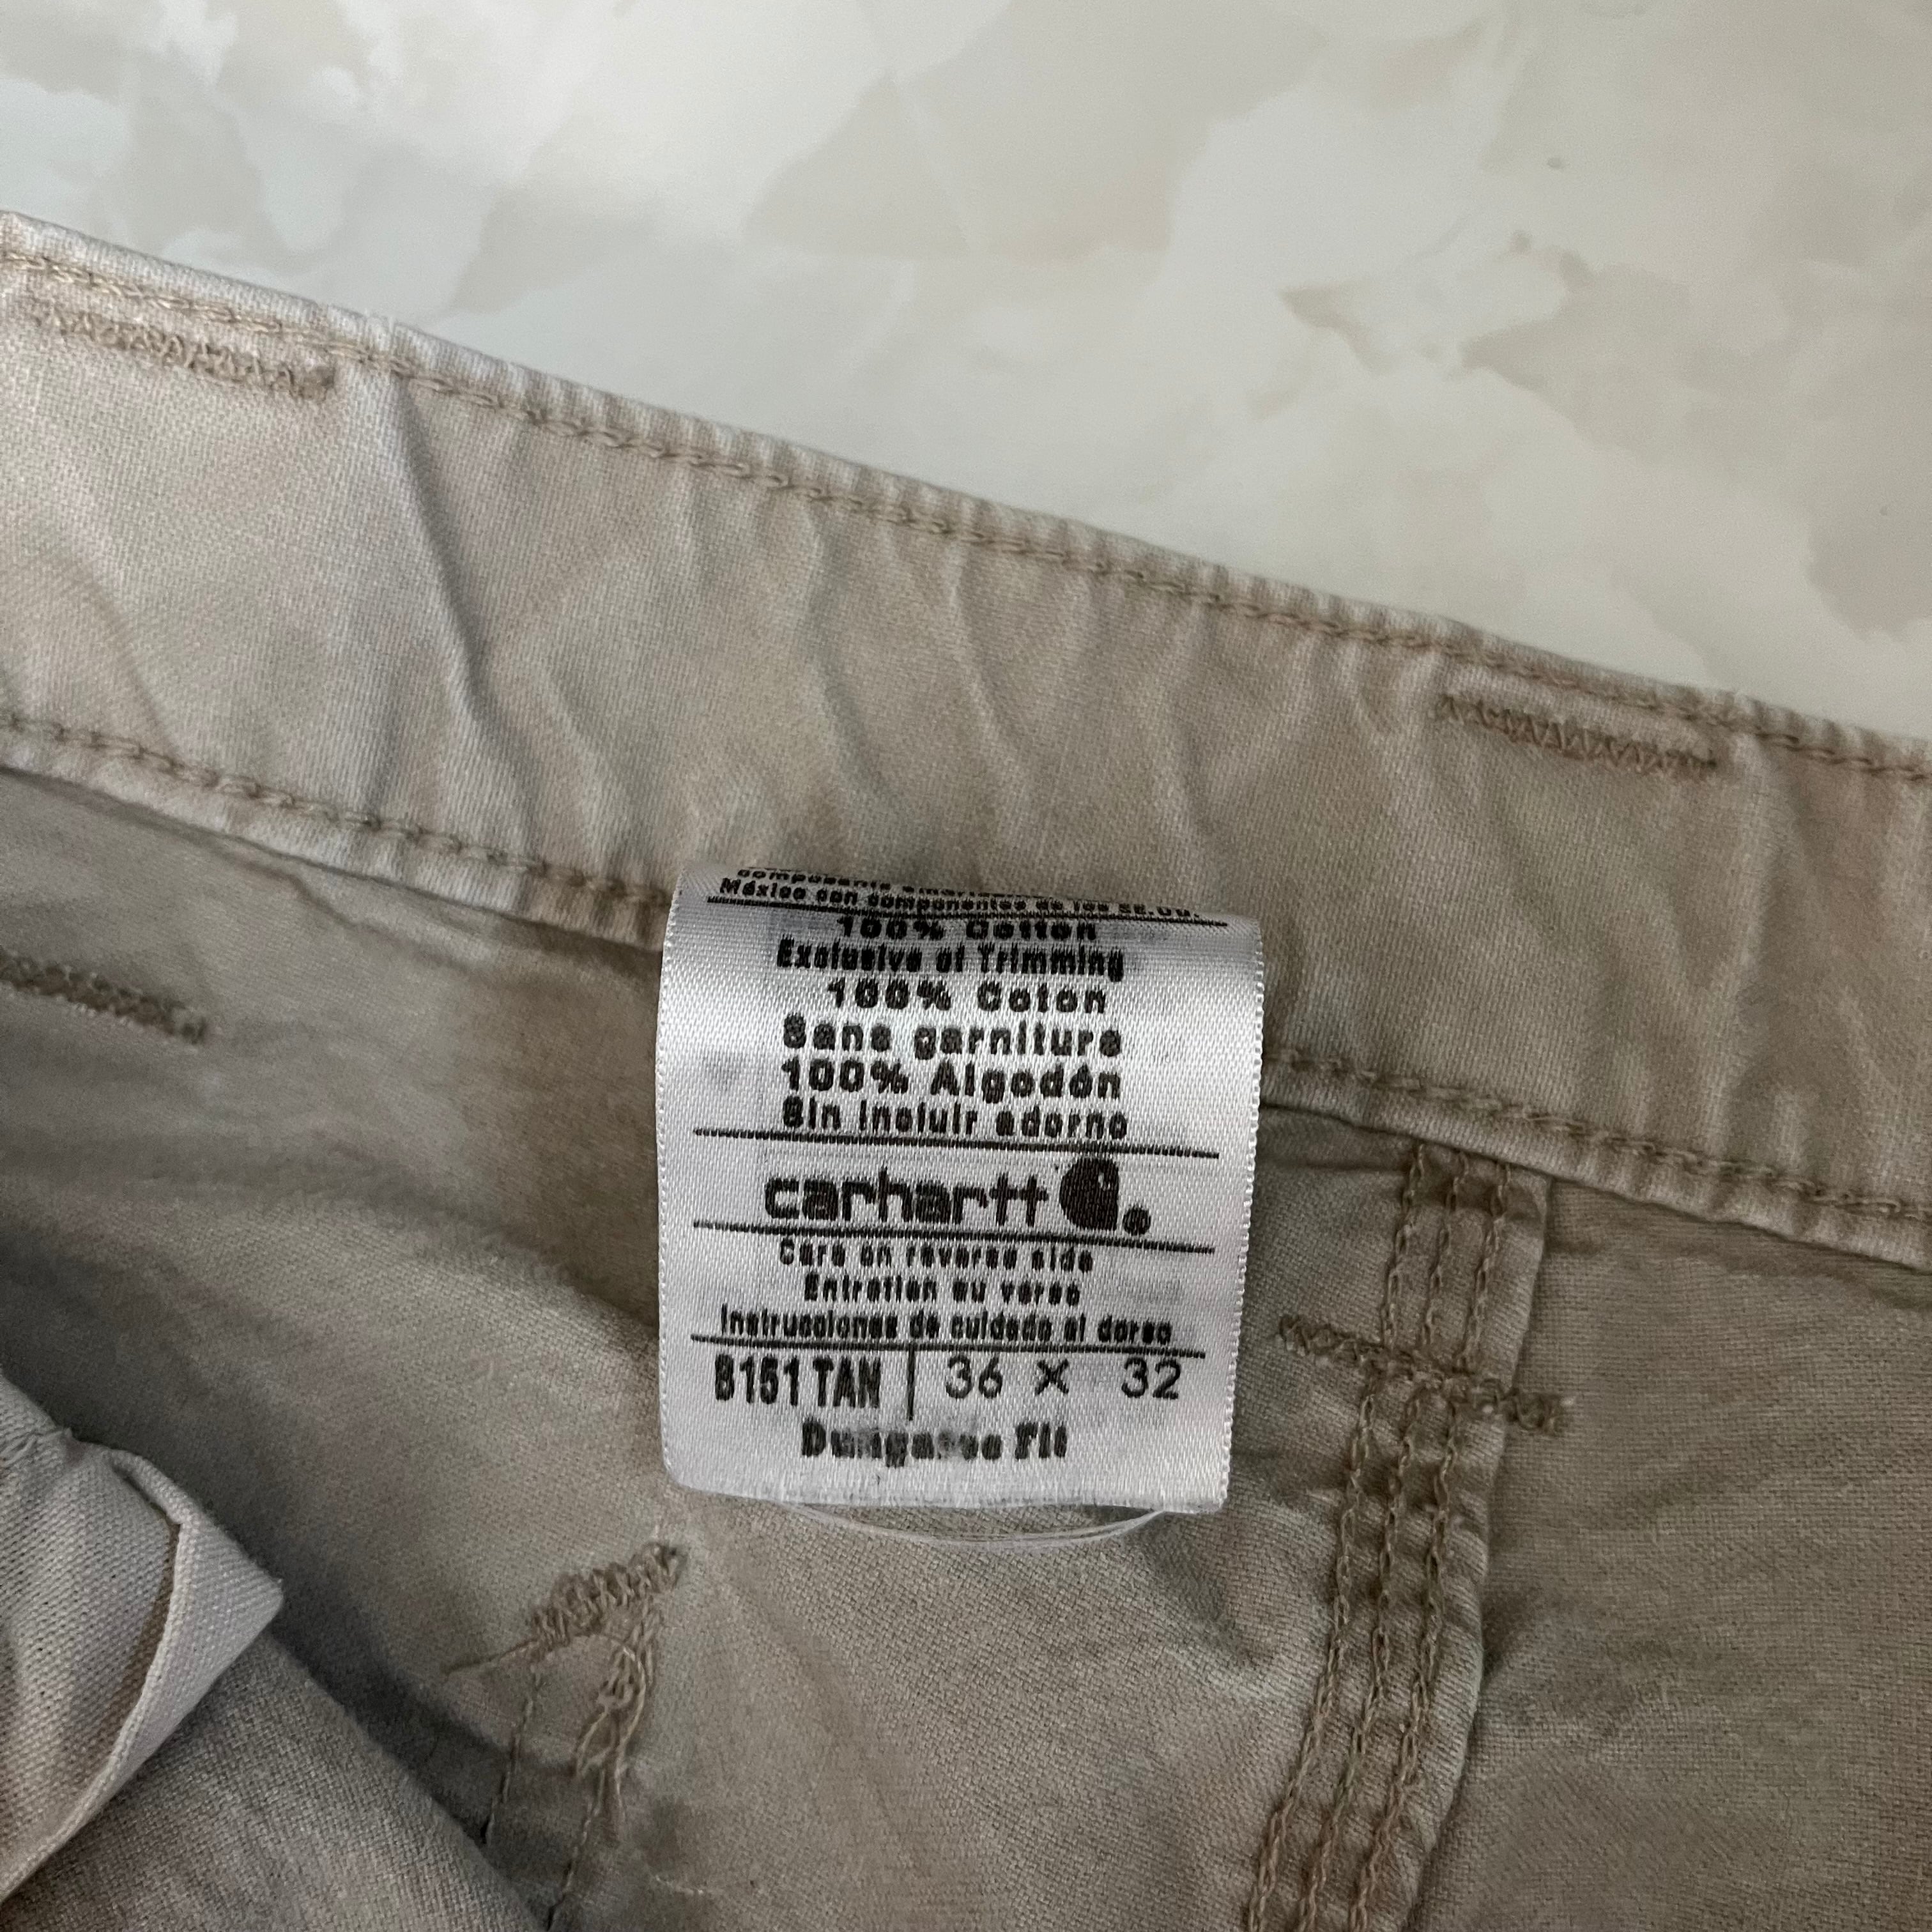 México con componentes de los EE.UU.
100% Cotton
Exclusive of Trimming
100% Coton
Sans garniture
100% Algodón
Sin incluir adorno
carhartt
Care on reverse side
Entretien au verso
Instrucciones de cuidado al dorso
B151 TAN | 36 X 32
Dungaree Fit